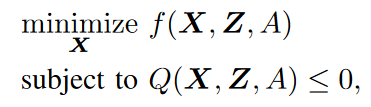 minimize f(X, Z, A)
X
subject to Q(X, Z, A) ≤ 0,